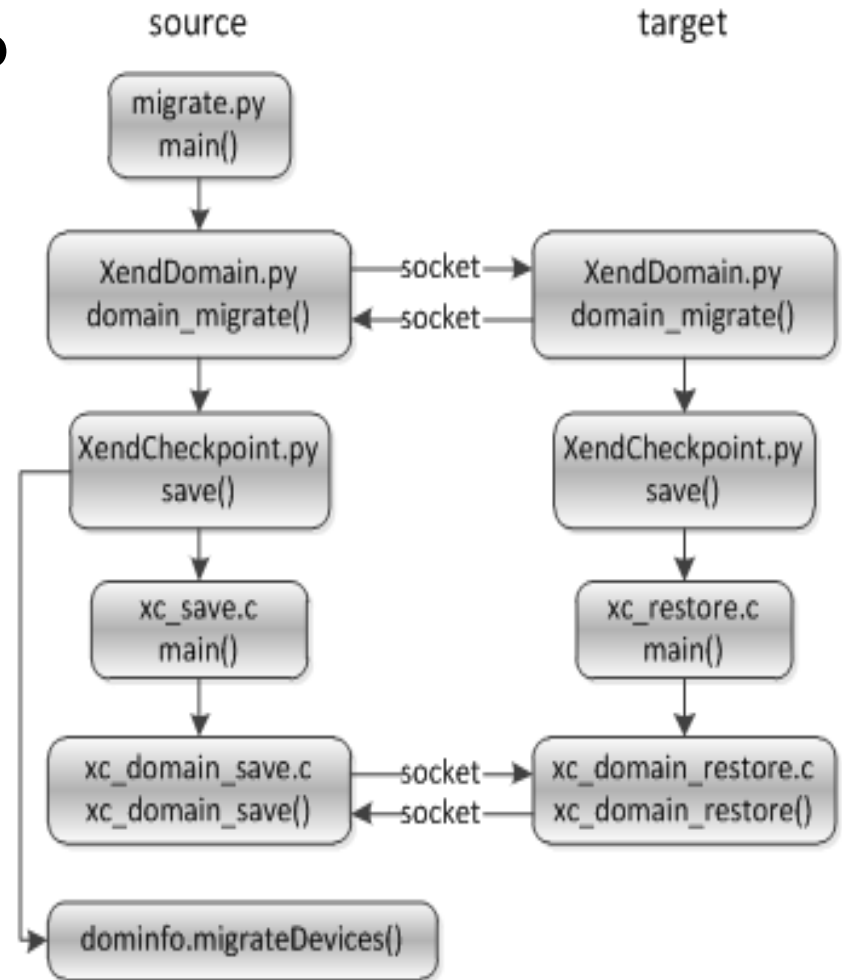 source
target
migrate.py
main()
XendDomain.py
domain_migrate()
socket
socket
XendDomain.py
domain_migrate()
XendCheckpoint.py
save()
XendCheckpoint.py
save()
xc_save.c
main()
xc_restore.c
main()
xc_domain_save.c
xc_domain_save()
socket
socket
xc_domain_restore.c
xc_domain_restore()
dominfo.migrateDevices()